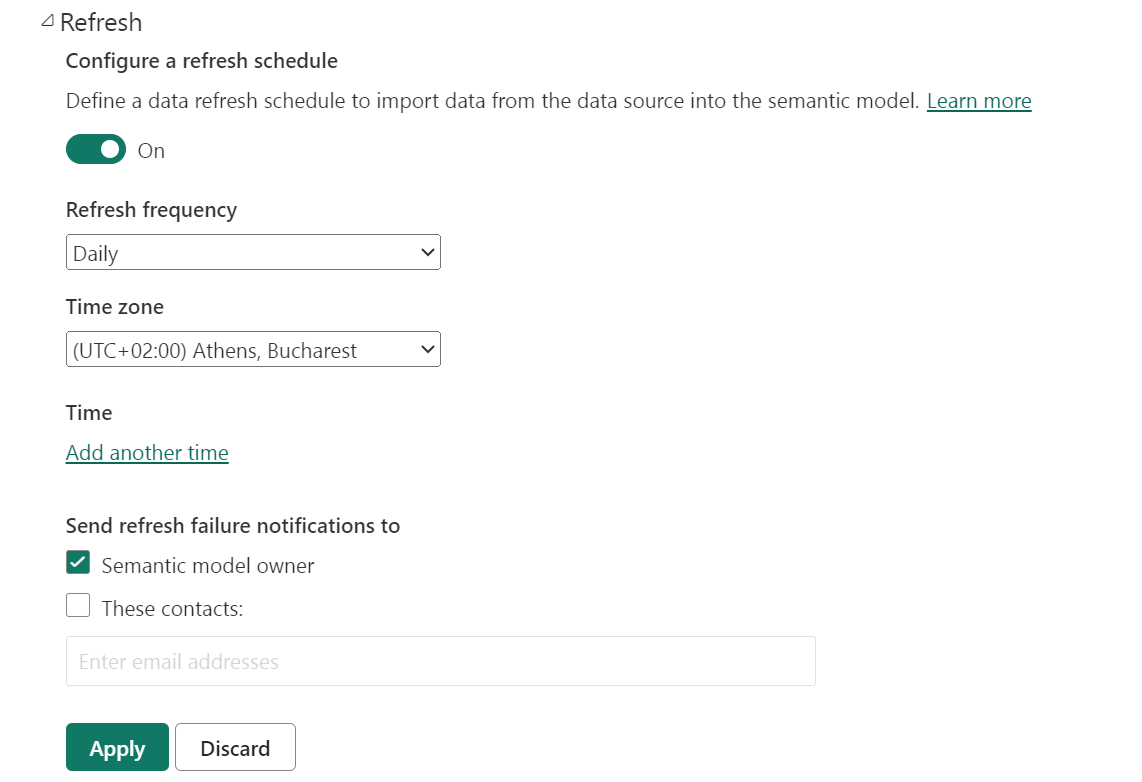 Refresh
Configure a refresh schedule
Define a data refresh schedule to import data from the data source into the semantic model. Learn more
On
Refresh frequency
Daily
Time zone
(UTC+02:00) Athens, Bucharest
Time
Add another time
Send refresh failure notifications to
Semantic model owner
These contacts:
Enter email addresses
Apply Discard